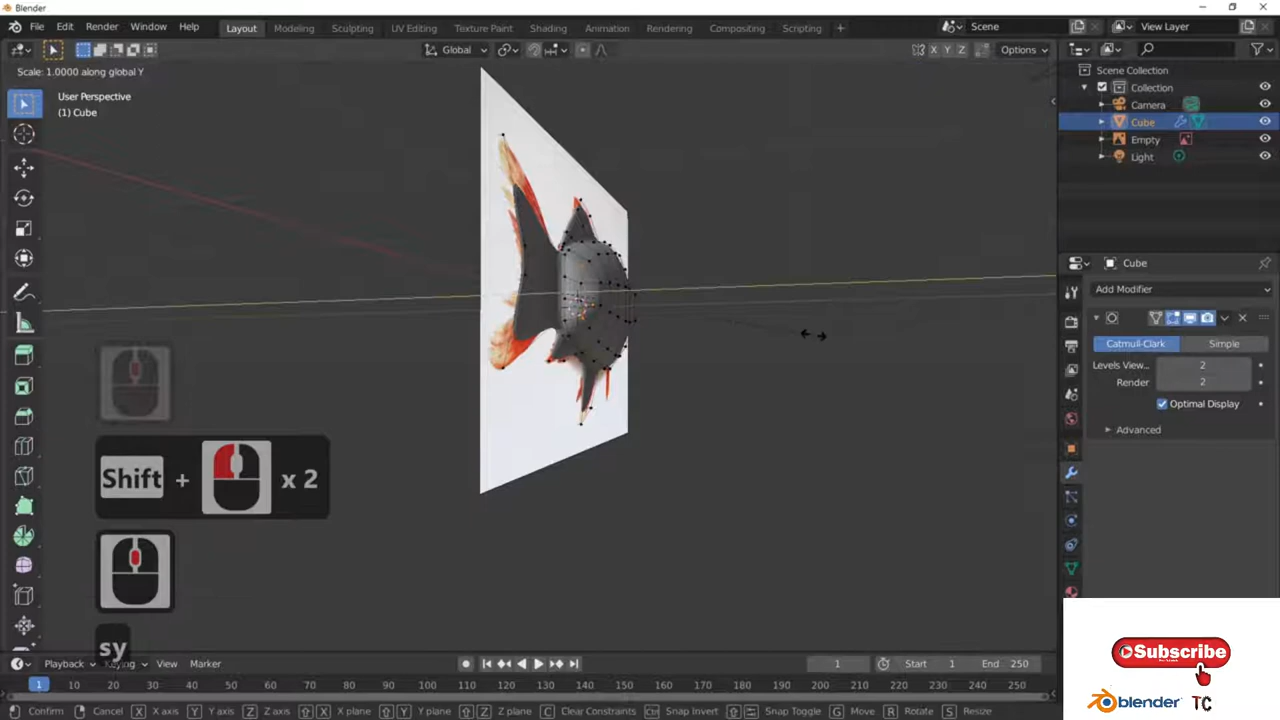 Blender
File Edit Render Window Help
Layout Modeling Sculpting UV Editing Texture Paint Shading Animation Rendering Compositing Scripting +
Scene
View Layer
Global
X Y Z Options
Scale: 1.0000 along global Y
User Perspective
(1) Cube
Scene Collection
Collection
Camera
Cube
Empty
Light
Cube
Add Modifier
Catmull-Clark Simple
Levels View... 2
Render 2
Optimal Display
Advanced
Shift + x 2
sy
Playback Keying View Marker
1 Start 1 End 250
1 10 20 30 40 50 60 70 80 90 100 110 120 130 140 150 160 170 180 190 200 210 220 230 240 250
Confirm Cancel X X axis Y Y axis Z Z axis X X plane Y Y plane Z Z plane C Clear Constraints Snap Invert Snap Toggle G Move R Rotate S Resize
Subscribe
blender TC